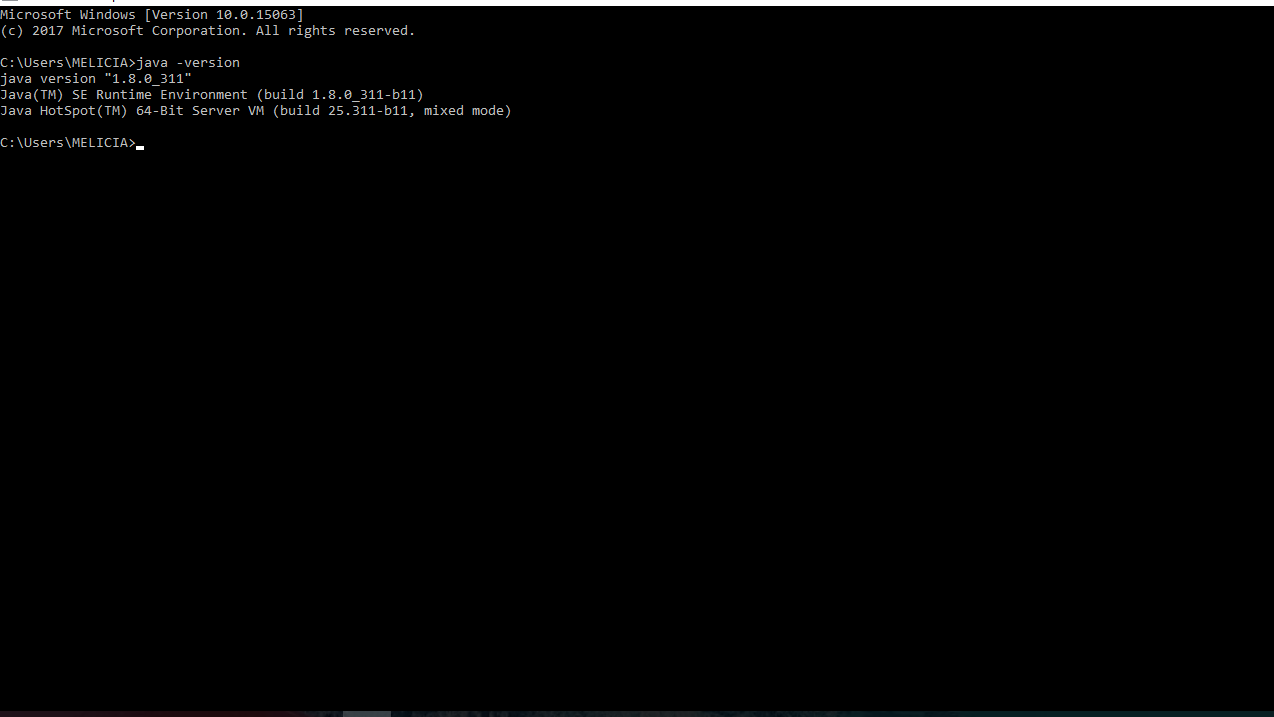 Microsoft Windows [Version 10.0.15063]
(c) 2017 Microsoft Corporation. All rights reserved.
C:\Users\MELICIA>java -version
java version "1.8.0_311"
Java(TM) SE Runtime Environment (build 1.8.0_311-b11)
Java HotSpot(TM) 64-Bit Server VM (build 25.311-b11, mixed mode)
C:\Users\MELICIA>